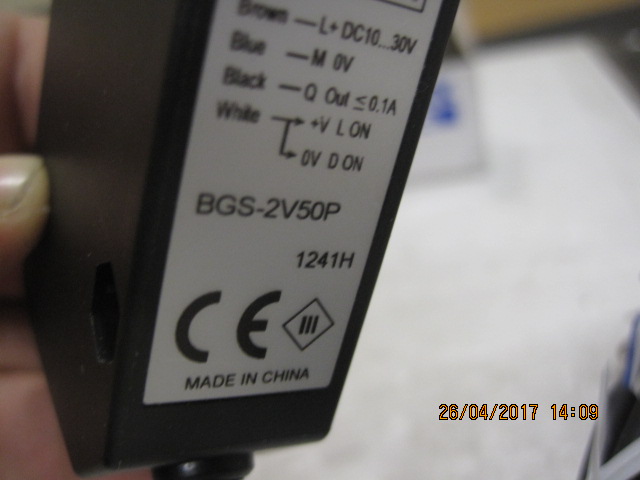 Brown — L+ DC10...30V
Blue — M 0V
Black — Q Out ≤0.1A
White → +V L ON
→ 0V D ON
BGS-2V50P
1241H
CE III
MADE IN CHINA
26/04/2017 14:09